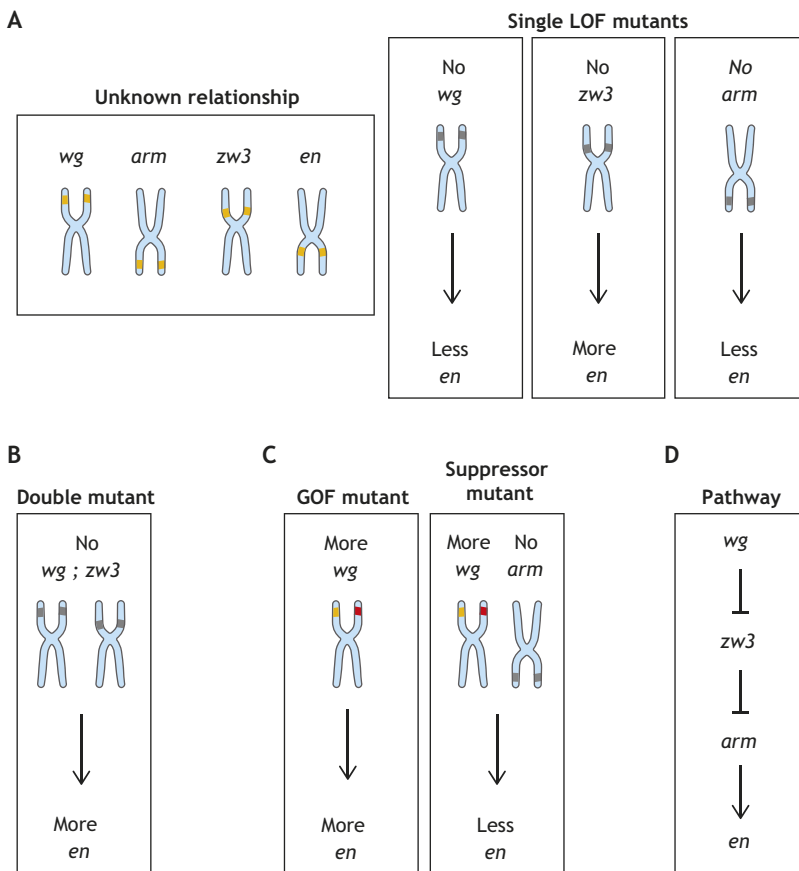 A
Unknown relationship
wg arm zw3 en
Single LOF mutants
No
wg
Less
en
No
zw3
More
en
No
arm
Less
en
B
Double mutant
No
wg ; zw3
More
en
C
GOF mutant
More
wg
More
en
Suppressor
mutant
More No
wg arm
Less
en
D
Pathway
wg
zw3
arm
en